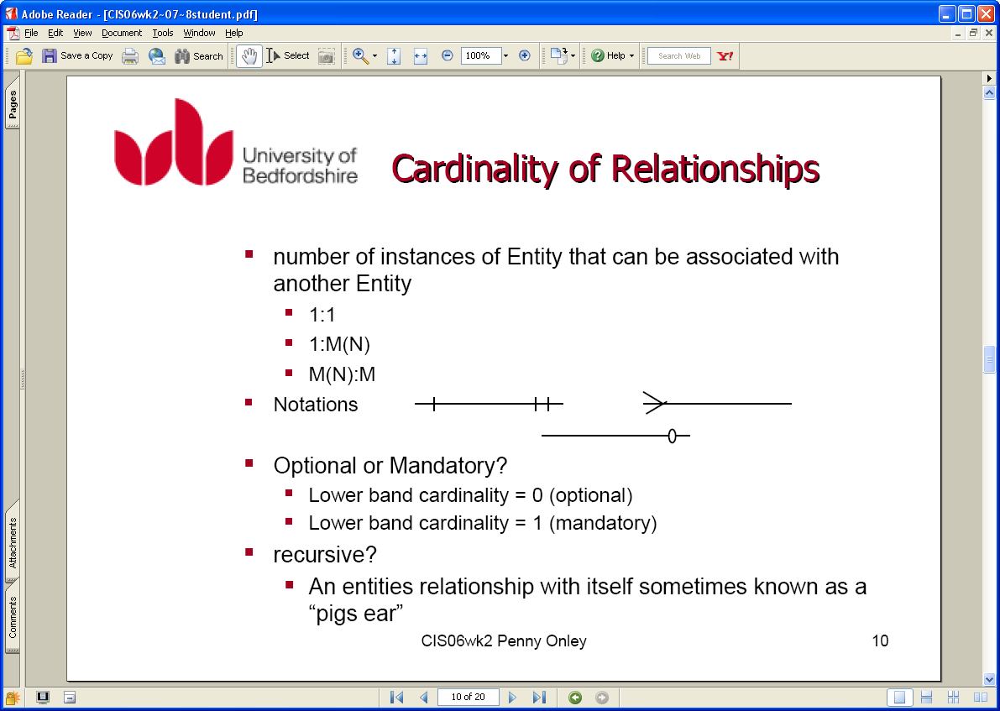 Adobe Reader - [CIS06wk2~07~8student.pdf]
File Edit View Document Tools Window Help
Save a Copy Search Select 100% Help Search Web Y!
Pages
University of
Bedfordshire
Cardinality of Relationships
number of instances of Entity that can be associated with
another Entity
1:1
1:M(N)
M(N):M
Notations
Optional or Mandatory?
Lower band cardinality = 0 (optional)
Lower band cardinality = 1 (mandatory)
recursive?
An entities relationship with itself sometimes known as a
“pigs ear”
CIS06wk2 Penny Onley 10
Attachments
Comments
10 of 20